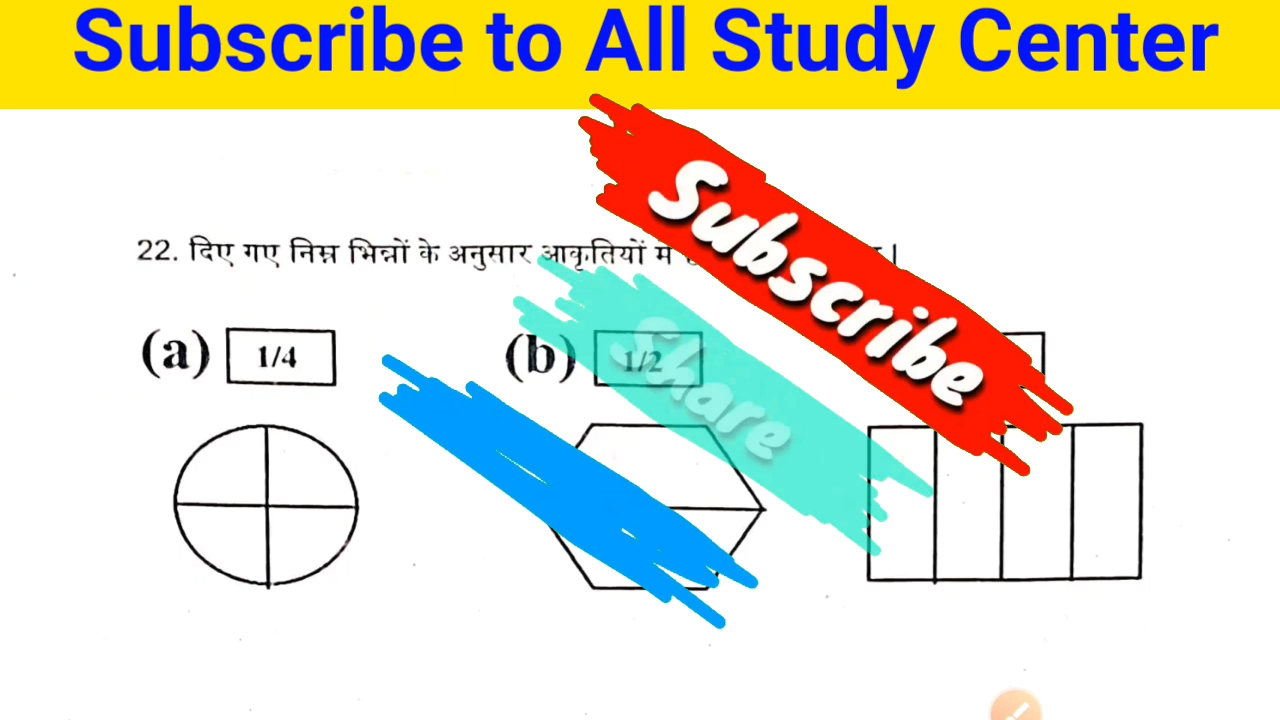 Subscribe to All Study Center
Subscribe
22. दिए गए निम्न भिन्नों के अनुसार आकृतियों म
(a) 1/4
(b) 1/2
Share